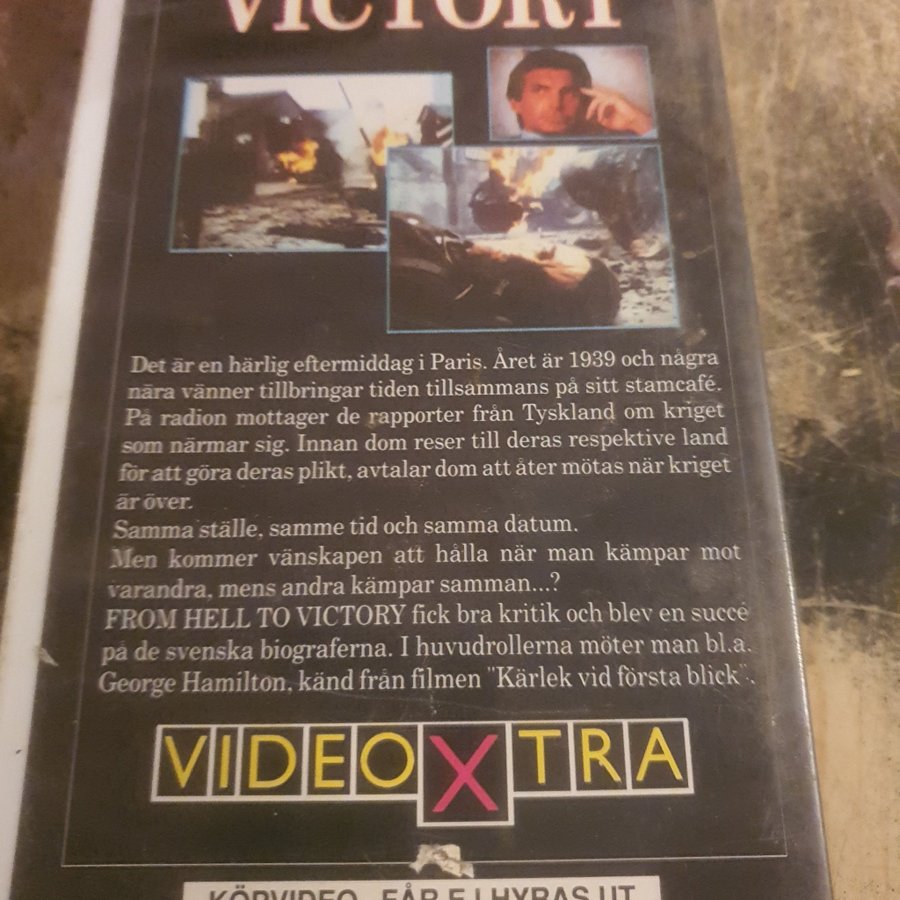 VICTORY
Det är en härlig eftermiddag i Paris. Året är 1939 och några
nära vänner tillbringar tiden tillsammans på sitt stamcafé.
På radion mottager de rapporter från Tyskland om kriget
som närmar sig. Innan dom reser till deras respektive land
för att göra deras plikt, avtalar dom att åter mötas när kriget
är över.
Samma ställe, samme tid och samma datum.
Men kommer vänskapen att hålla när man kämpar mot
varandra, mens andra kämpar samman...?
FROM HELL TO VICTORY fick bra kritik och blev en succé
på de svenska biograferna. I huvudrollerna möter man bl.a.
George Hamilton, känd från filmen "Kärlek vid första blick".
VIDEOXTRA
KÖPVIDEO - FÅR EJ HYRAS UT